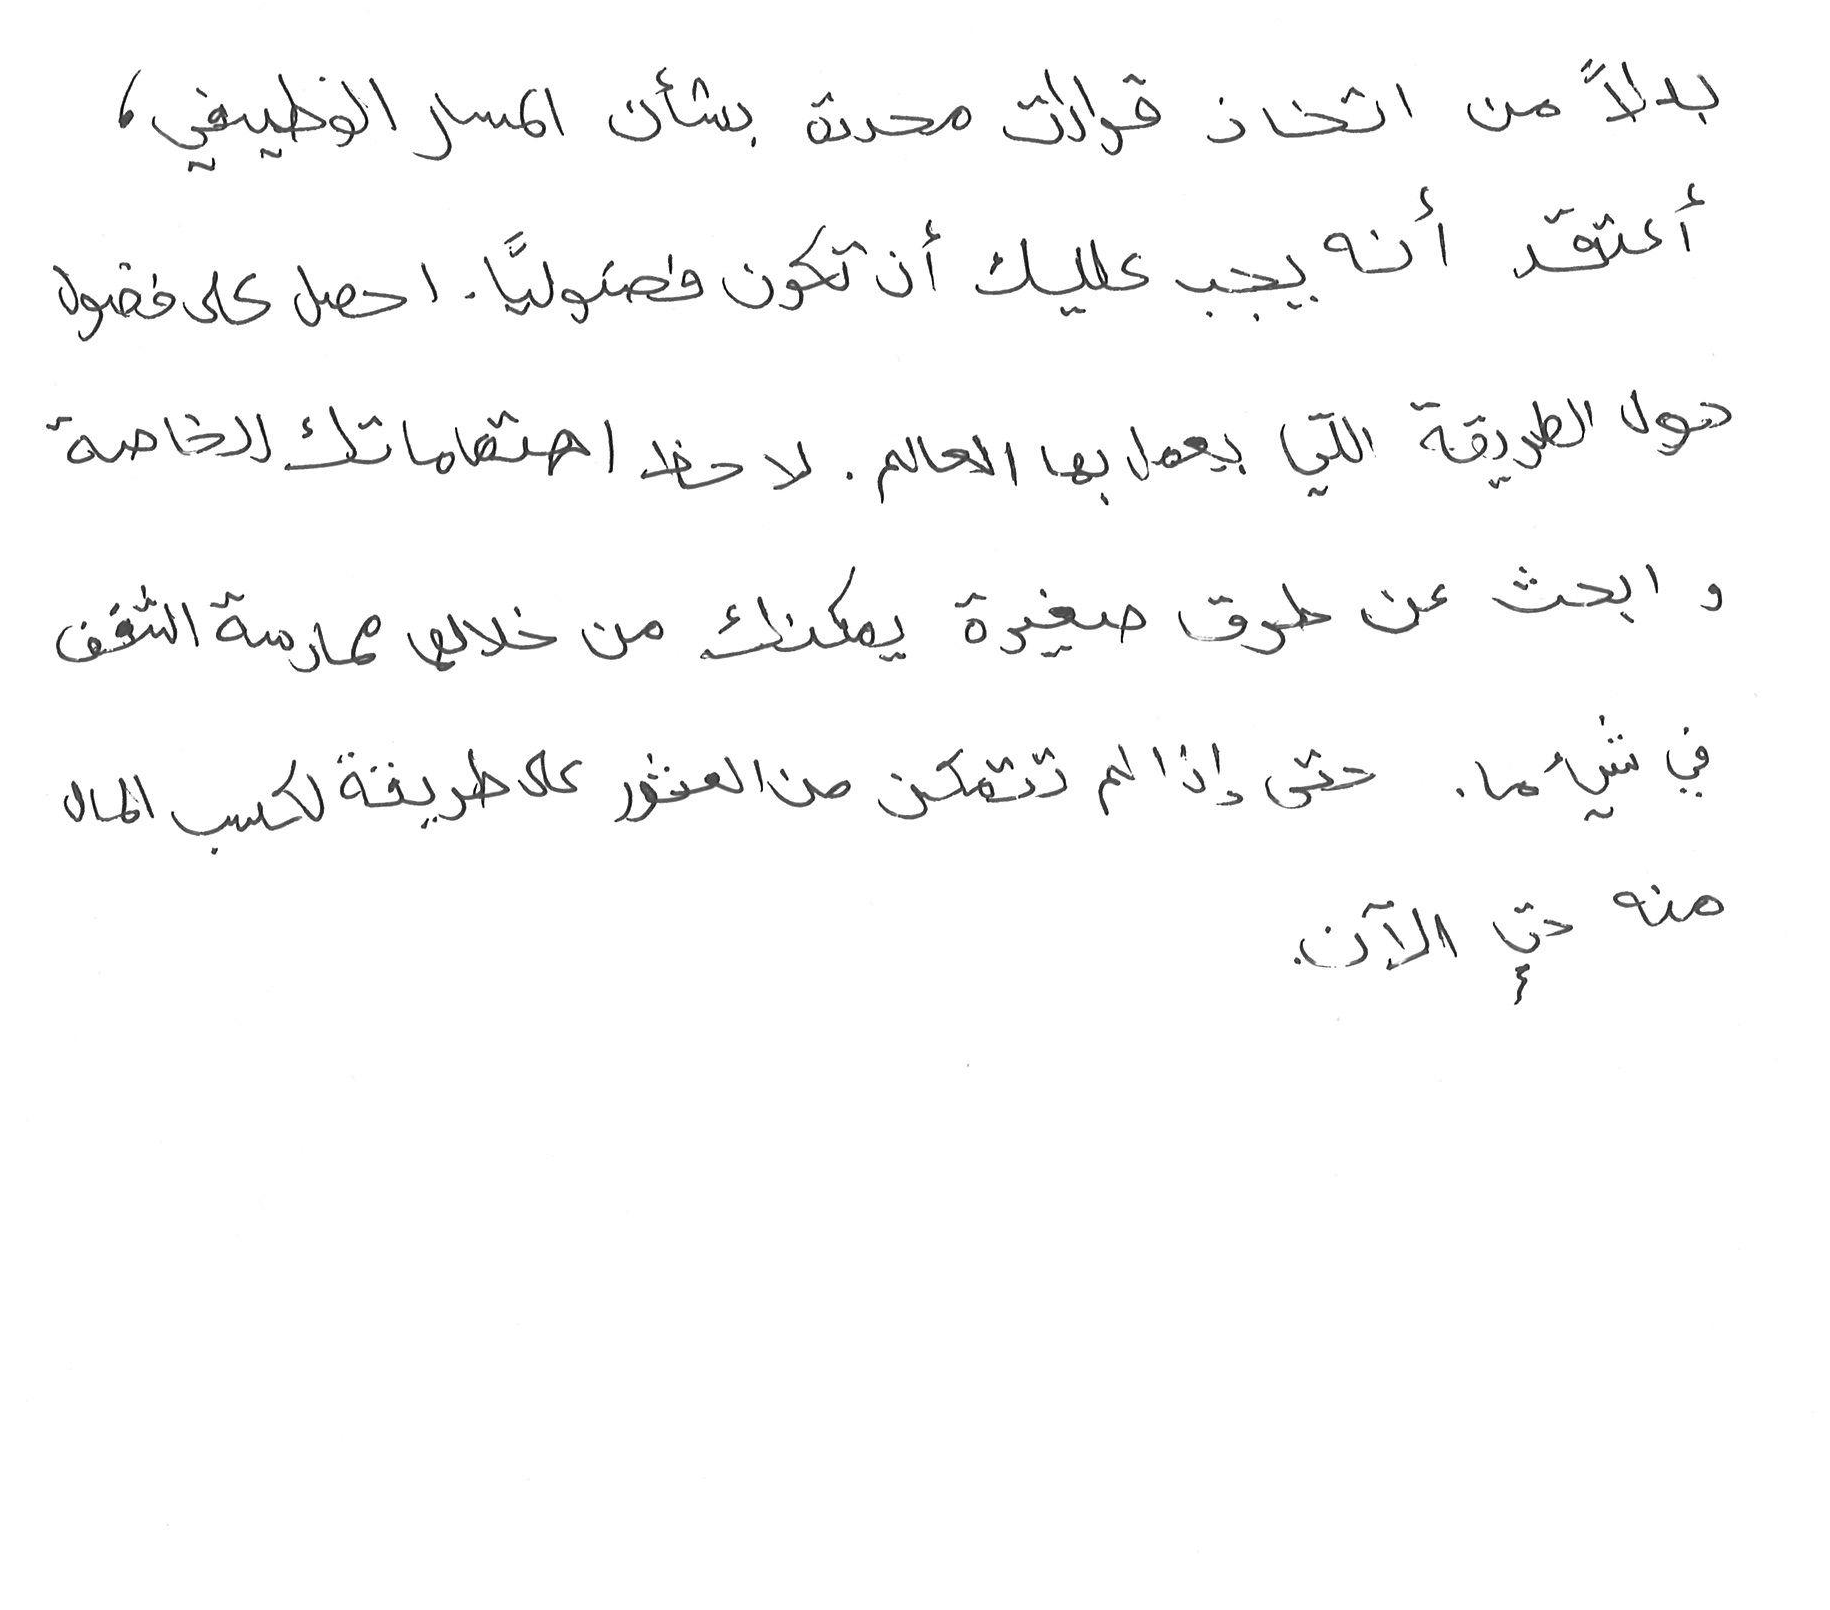 بدلاً من اتخاذ قرارات محددة بشأن المسار الوظيفي،
أعتقد أنه يجب عليك أن تكون فضوليًا. احصل على فضول
حول الطريقة التي يعمل بها العالم. لاحظ اهتماماتك الخاصة
و ابحث عن طرق صغيرة يمكنك من خلالها ممارسة الشغف
في شيء ما. حتى إذا لم تتمكن من العثور على طريقة لكسب المال
منه حتى الآن.